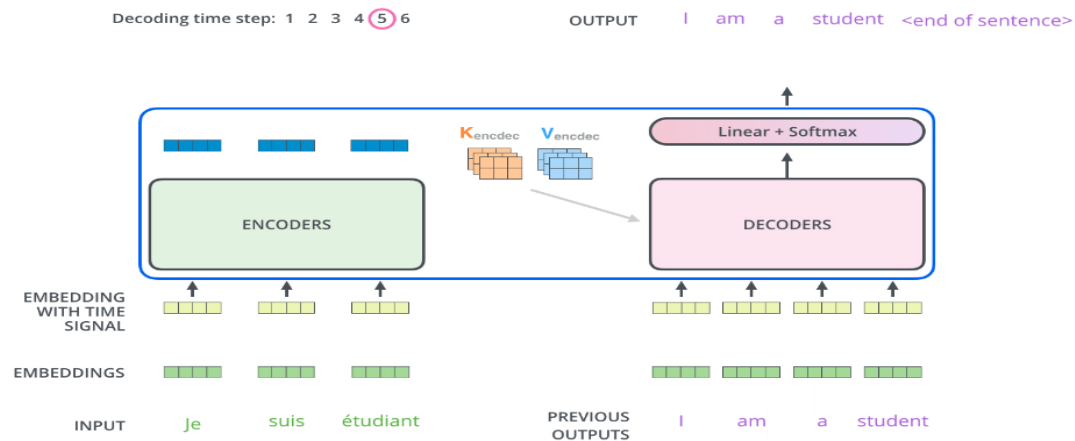 Decoding time step: 1 2 3 4 5 6
OUTPUT I am a student <end of sentence>
Kencdec Vencdec
Linear + Softmax
ENCODERS
DECODERS
EMBEDDING
WITH TIME
SIGNAL
EMBEDDINGS
INPUT Je suis étudiant
PREVIOUS
OUTPUTS
I am a student